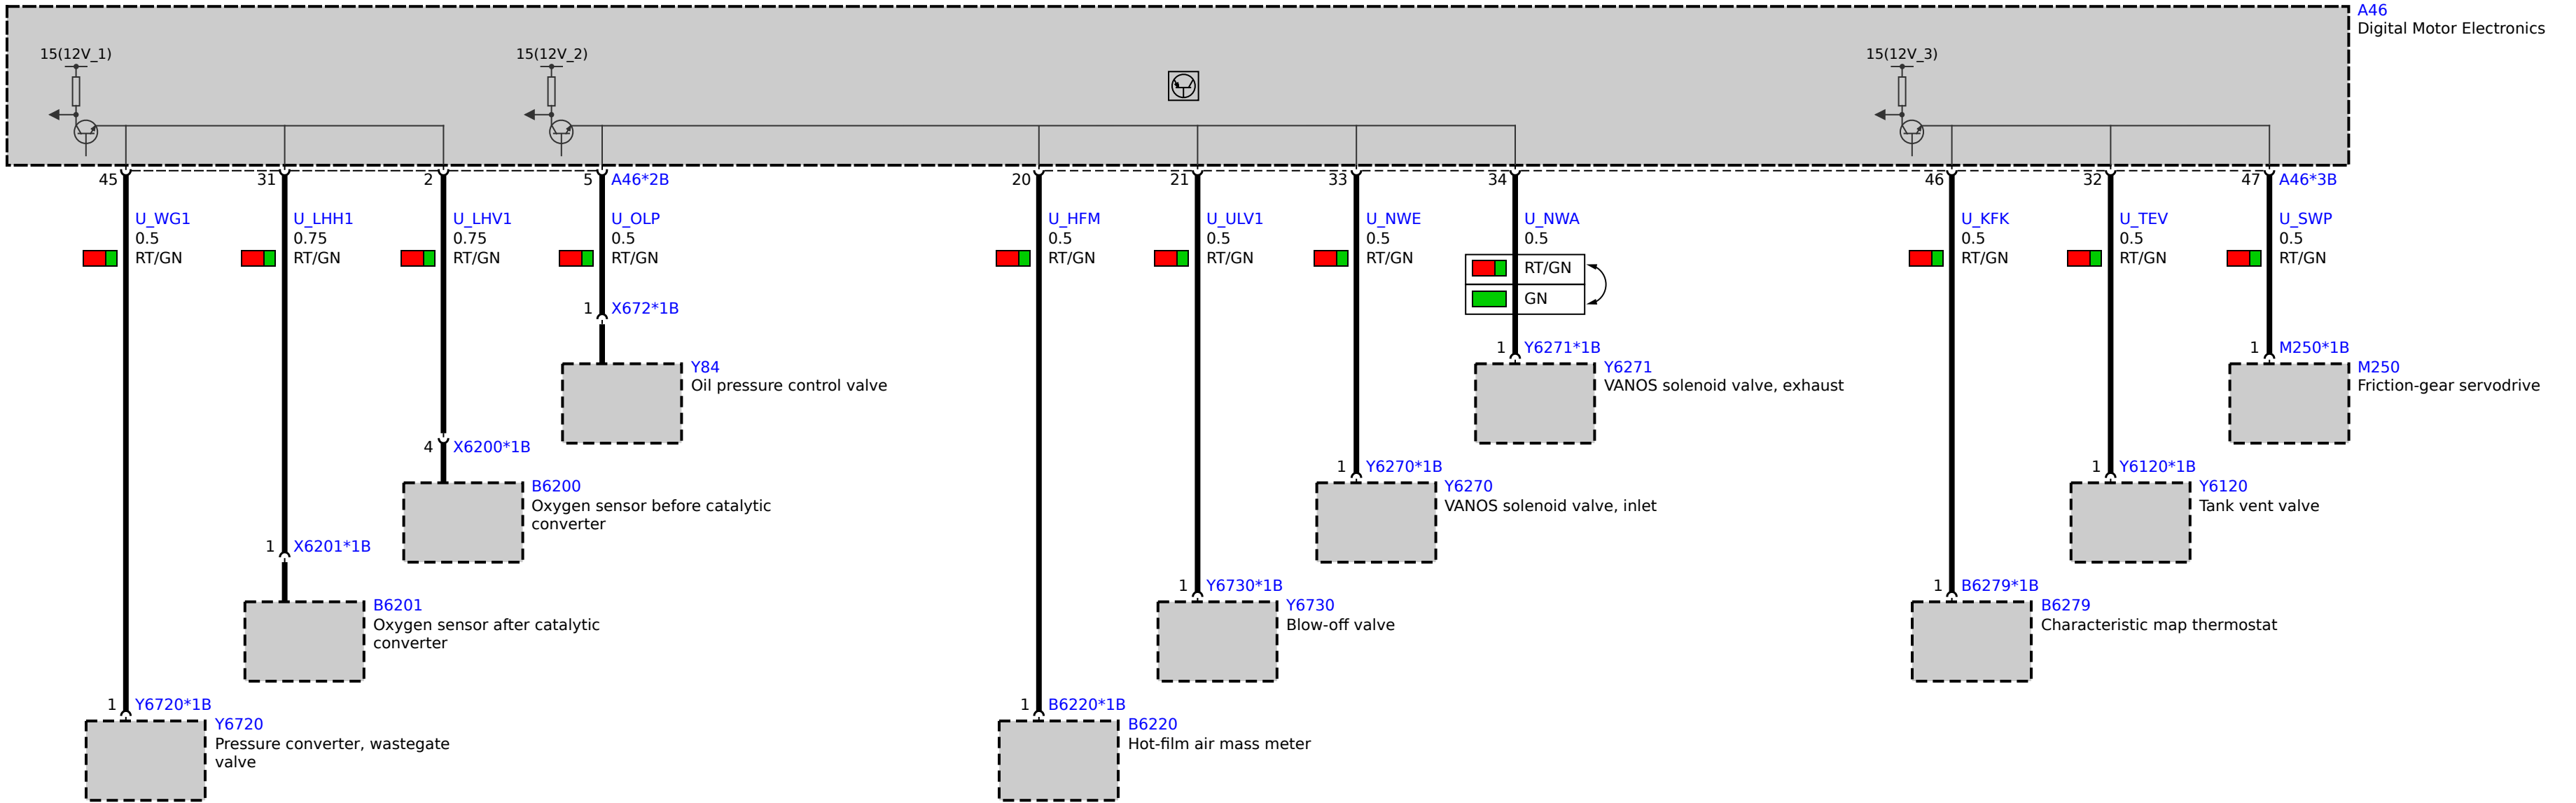 A46
Digital Motor Electronics
15(12V_1)
15(12V_2)
15(12V_3)
45
31
2
5
A46*2B
20
21
33
34
46
32
47
A46*3B
U_WG1
0.5
RT/GN
U_LHH1
0.75
RT/GN
U_LHV1
0.75
RT/GN
U_OLP
0.5
RT/GN
U_HFM
0.5
RT/GN
U_ULV1
0.5
RT/GN
U_NWE
0.5
RT/GN
U_NWA
0.5
RT/GN
GN
U_KFK
0.5
RT/GN
U_TEV
0.5
RT/GN
U_SWP
0.5
RT/GN
1 X672*1B
Y84
Oil pressure control valve
1 Y6271*1B
Y6271
VANOS solenoid valve, exhaust
1 M250*1B
M250
Friction-gear servodrive
4 X6200*1B
B6200
Oxygen sensor before catalytic
converter
1 Y6270*1B
Y6270
VANOS solenoid valve, inlet
1 Y6120*1B
Y6120
Tank vent valve
1 X6201*1B
B6201
Oxygen sensor after catalytic
converter
1 Y6730*1B
Y6730
Blow-off valve
1 B6279*1B
B6279
Characteristic map thermostat
1 Y6720*1B
Y6720
Pressure converter, wastegate
valve
1 B6220*1B
B6220
Hot-film air mass meter